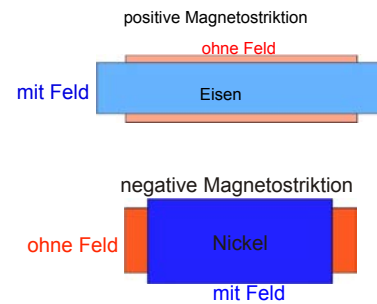 positive Magnetostriktion
ohne Feld
mit Feld
Eisen
negative Magnetostriktion
ohne Feld
Nickel
mit Feld